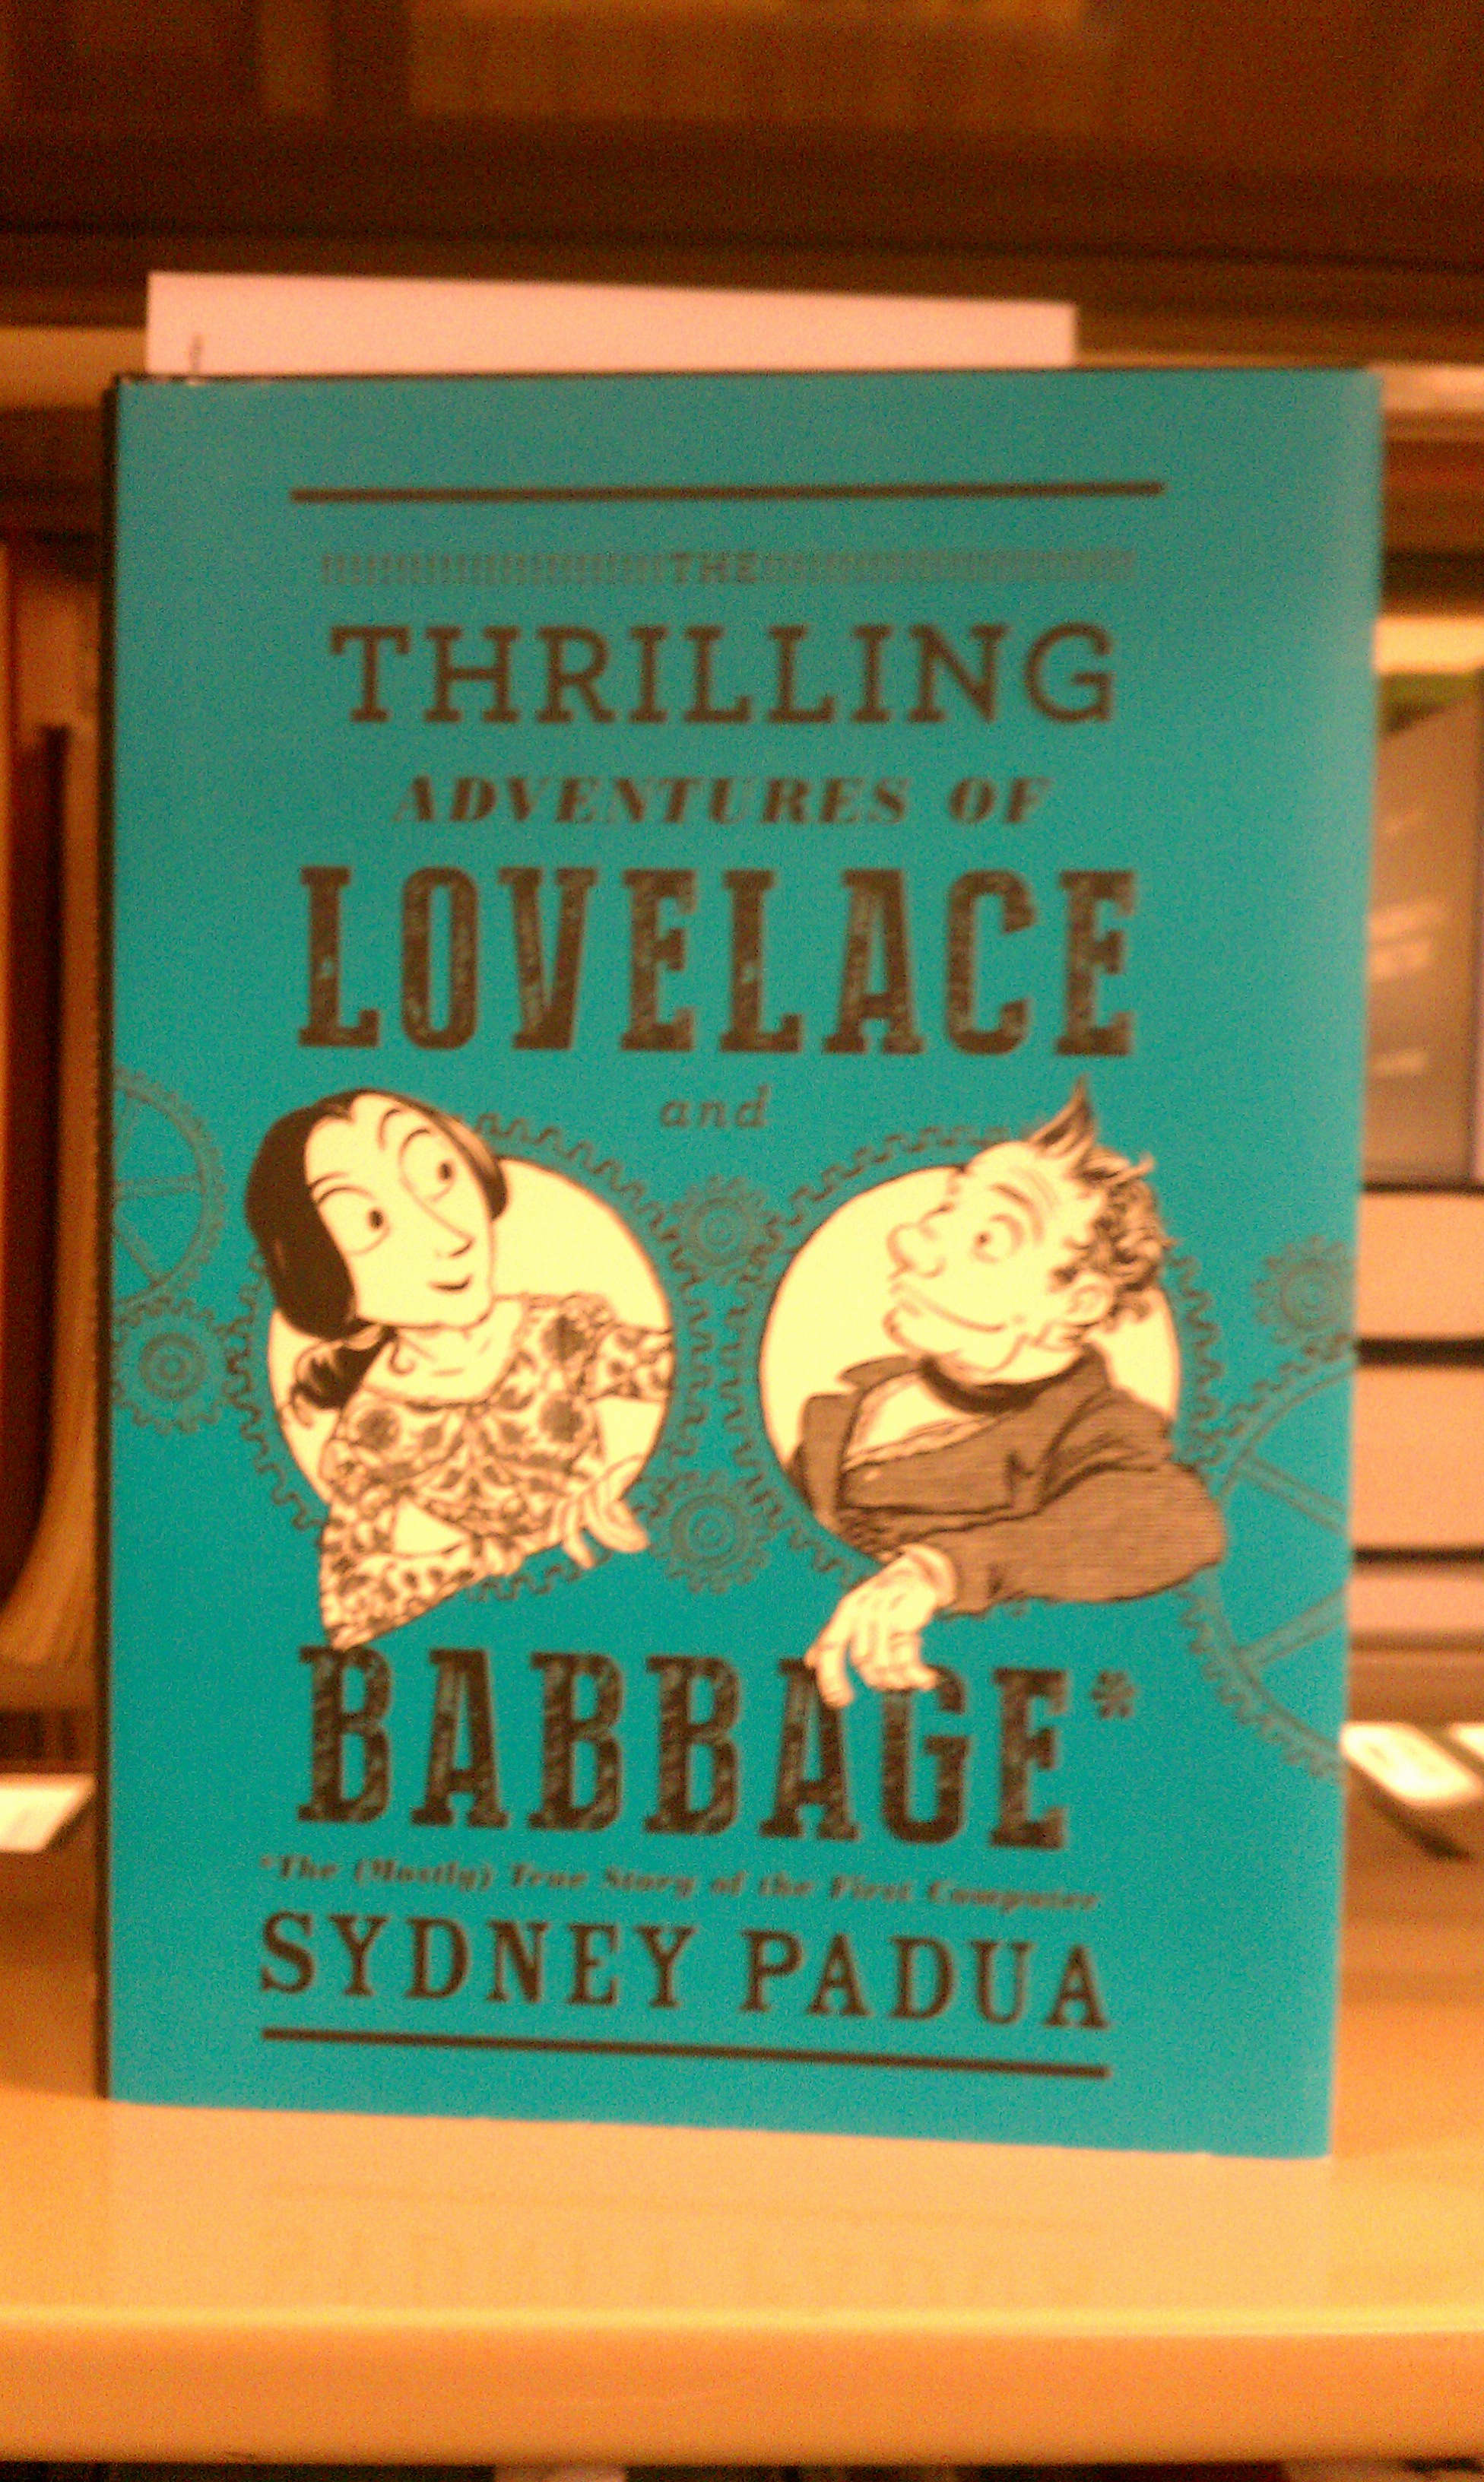 THE
THRILLING
ADVENTURES OF
LOVELACE
and
BABBAGE*
*The (Mostly) True Story of the First Computer
SYDNEY PADUA